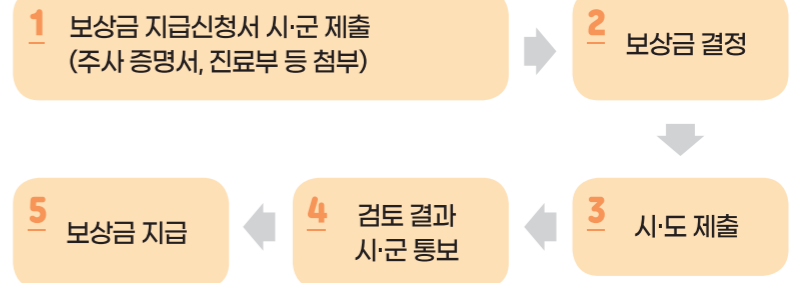 1 보상금 지급신청서 시·군 제출
(주사 증명서, 진료부 등 첨부)
2 보상금 결정
3 시·도 제출
4 검토 결과
시·군 통보
5 보상금 지급